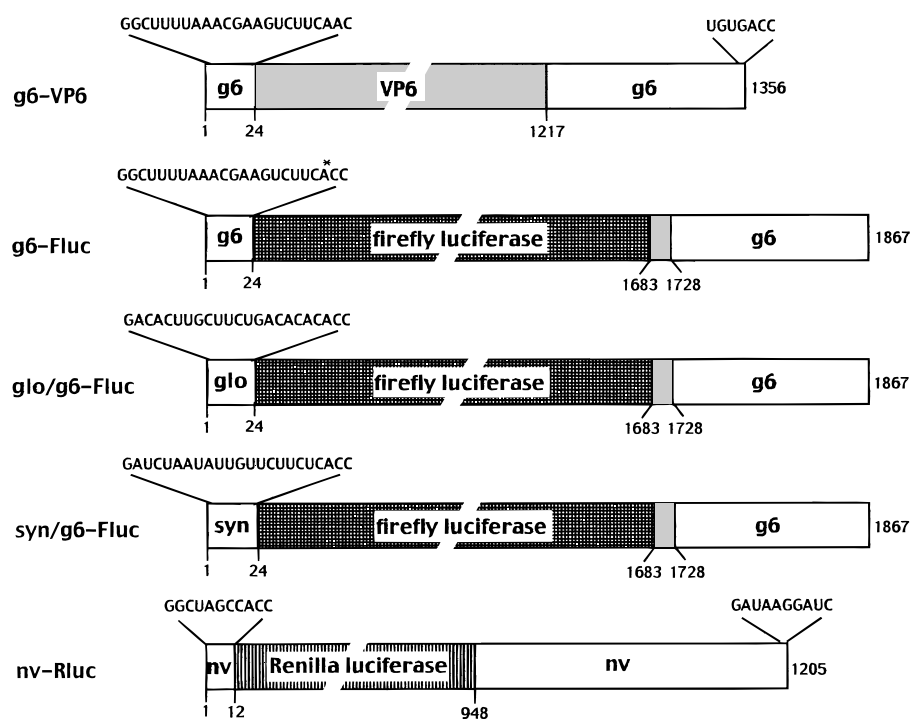 GGCUUUUAAACGAAGUCUUCAAC
UGUGACC
g6-VP6 g6 VP6 g6 1356
1 24 1217
*
GGCUUUUAAACGAAGUCUUCACC
g6-Fluc g6 firefly luciferase g6 1867
1 24 1683 1728
GACACUUGCUUCUGACACACACC
glo/g6-Fluc glo firefly luciferase g6 1867
1 24 1683 1728
GAUCUAAUAUUGUUCUUCUCACC
syn/g6-Fluc syn firefly luciferase g6 1867
1 24 1683 1728
GGCUAGCCACC GAUAAGGAUC
nv-Rluc nv Renilla luciferase nv 1205
1 12 948